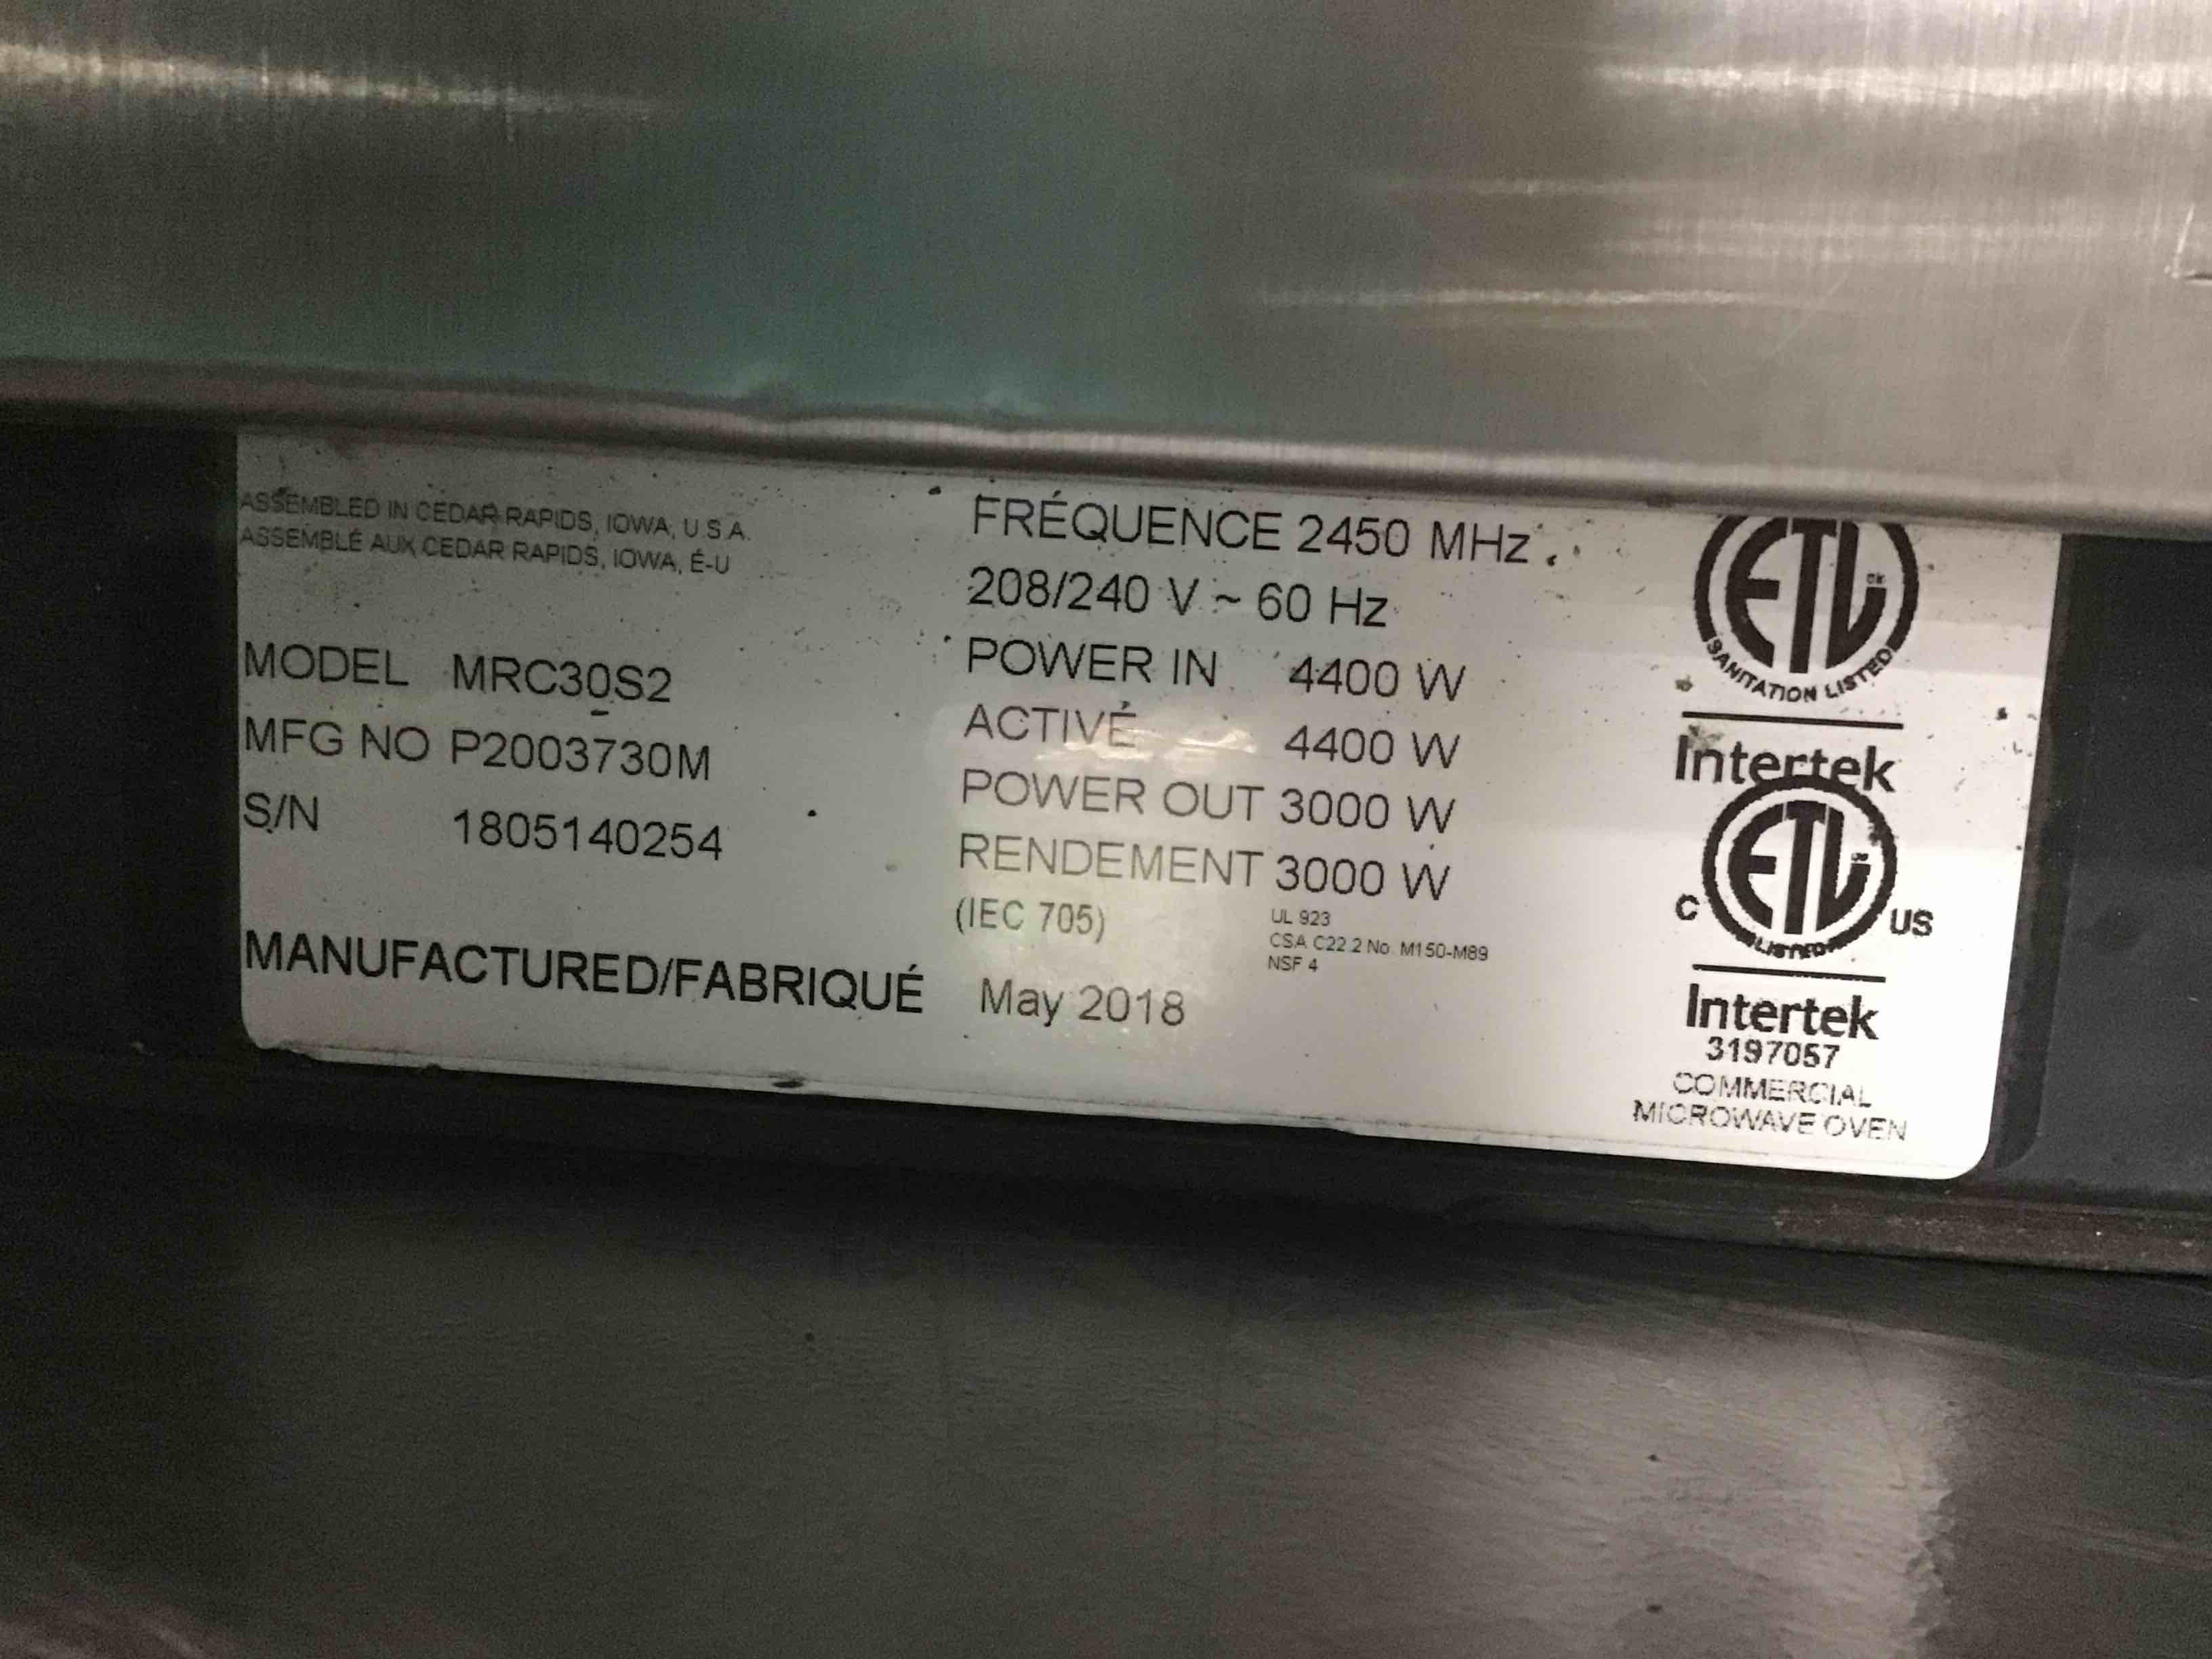 ASSEMBLED IN CEDAR RAPIDS, IOWA, U.S.A.
ASSEMBLÉ AUX CEDAR RAPIDS, IOWA, É-U
MODEL MRC30S2
MFG NO P2003730M
S/N 1805140254
MANUFACTURED/FABRIQUÉ May 2018
FRÉQUENCE 2450 MHz
208/240 V ~ 60 Hz
POWER IN 4400 W
ACTIVÉ 4400 W
POWER OUT 3000 W
RENDEMENT 3000 W
(IEC 705)
UL 923
CSA C22.2 No. M150-M89
NSF 4
ETL
SANITATION LISTED
Intertek
ETL
C US
LISTED
Intertek
3197057
COMMERCIAL
MICROWAVE OVEN